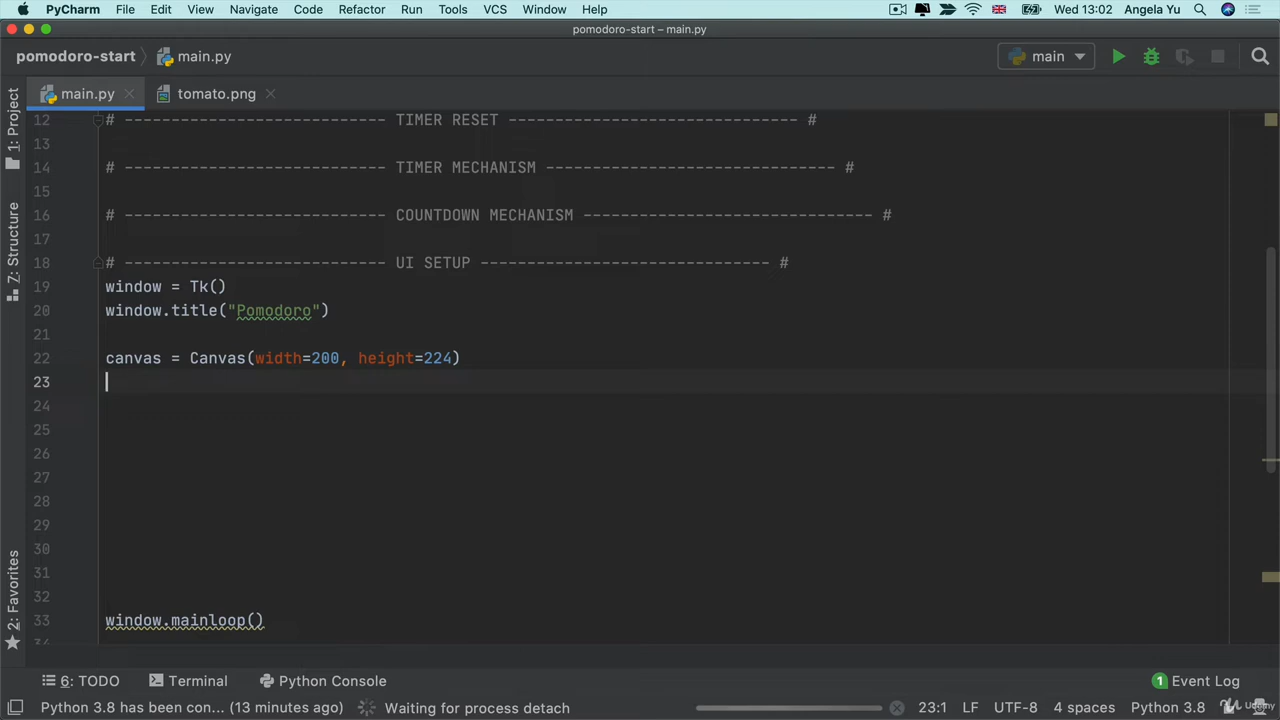 PyCharm File Edit View Navigate Code Refactor Run Tools VCS Window Help Wed 13:02 Angela Yu
pomodoro-start – main.py
pomodoro-start main.py main
main.py tomato.png
1: Project
Z: Structure
2: Favorites
12 # ---------------------------- TIMER RESET ------------------------------- #
13
14 # ---------------------------- TIMER MECHANISM ------------------------------- #
15
16 # ---------------------------- COUNTDOWN MECHANISM ------------------------------- #
17
18 # ---------------------------- UI SETUP ------------------------------- #
19 window = Tk()
20 window.title("Pomodoro")
21
22 canvas = Canvas(width=200, height=224)
23
24
25
26
27
28
29
30
31
32
33 window.mainloop()
34
6: TODO Terminal Python Console 1 Event Log
Python 3.8 has been con... (13 minutes ago) Waiting for process detach 23:1 LF UTF-8 4 spaces Python 3.8 Udemy